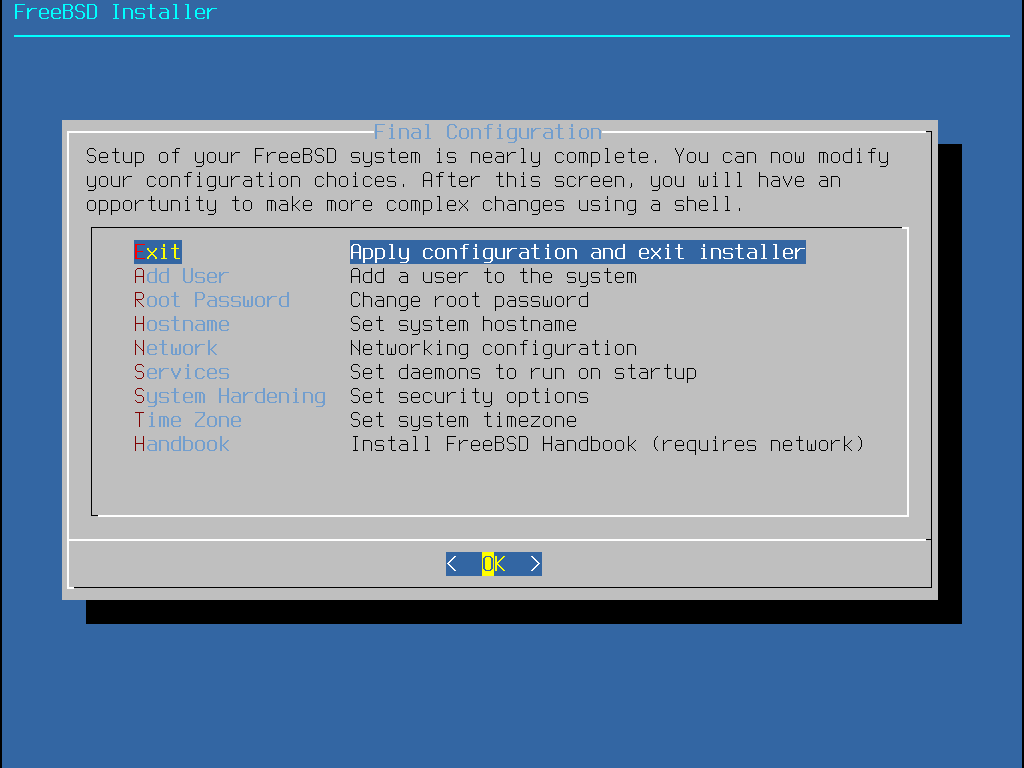 FreeBSD Installer
Final Configuration
Setup of your FreeBSD system is nearly complete. You can now modify
your configuration choices. After this screen, you will have an
opportunity to make more complex changes using a shell.
Exit Apply configuration and exit installer
Add User Add a user to the system
Root Password Change root password
Hostname Set system hostname
Network Networking configuration
Services Set daemons to run on startup
System Hardening Set security options
Time Zone Set system timezone
Handbook Install FreeBSD Handbook (requires network)
< OK >